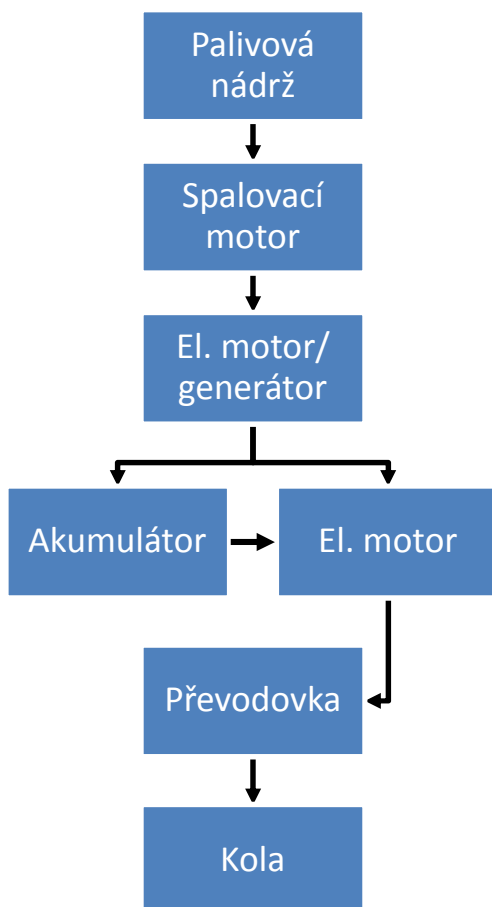 Palivová
nádrž
Spalovací
motor
El. motor/
generátor
Akumulátor
El. motor
Převodovka
Kola